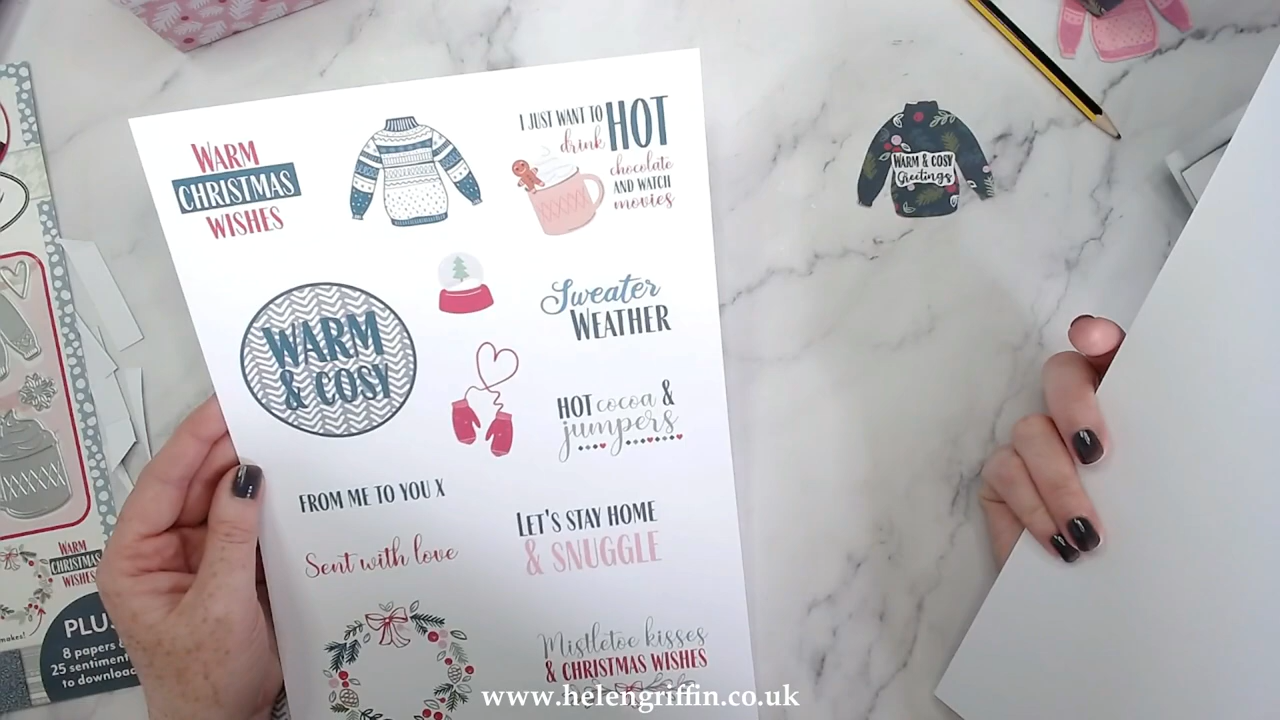 WARM
CHRISTMAS
WISHES
I JUST WANT TO
drink
HOT
chocolate
AND WATCH
movies
WARM & COSY
Greetings
Sweater
WEATHER
WARM
& COSY
HOT cocoa &
jumpers
FROM ME TO YOU X
Sent with love
LET'S STAY HOME
& SNUGGLE
Mistletoe kisses
& CHRISTMAS WISHES
WARM
CHRISTMAS
WISHES
makes!
PLUS
8 papers &
25 sentiments
to download
www.helengriffin.co.uk